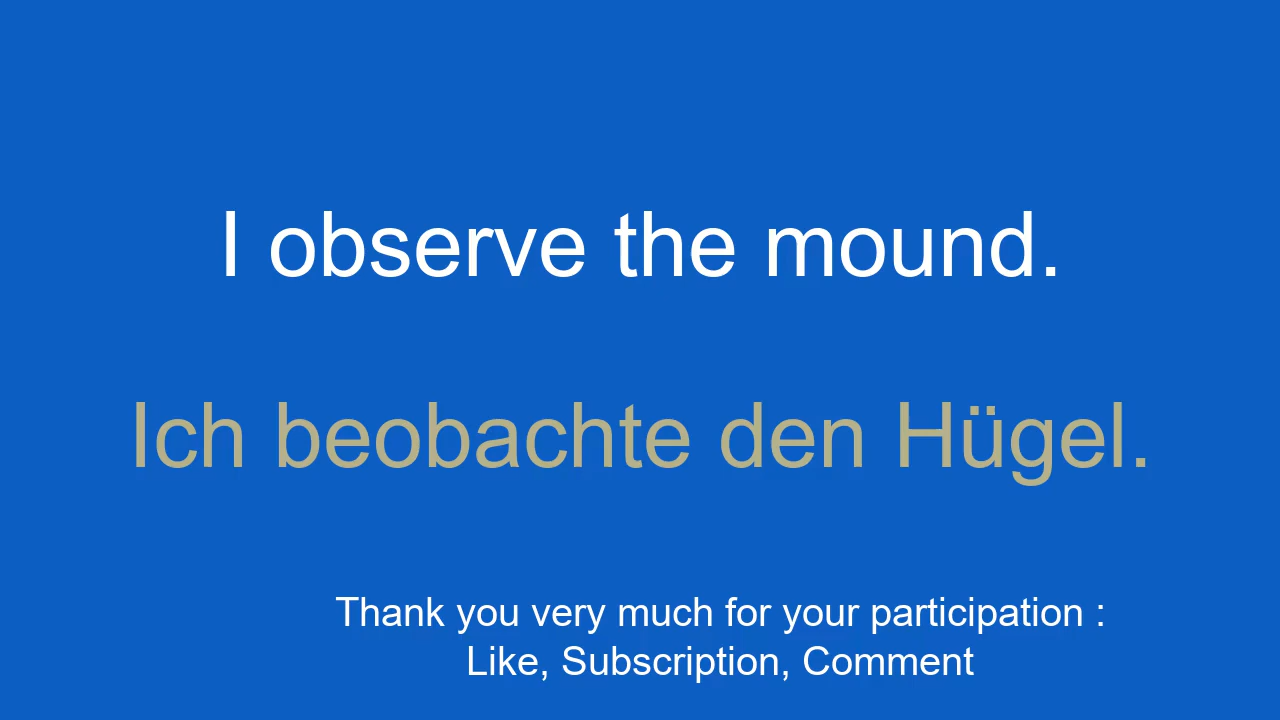 I observe the mound.
Ich beobachte den Hügel.
Thank you very much for your participation :
Like, Subscription, Comment